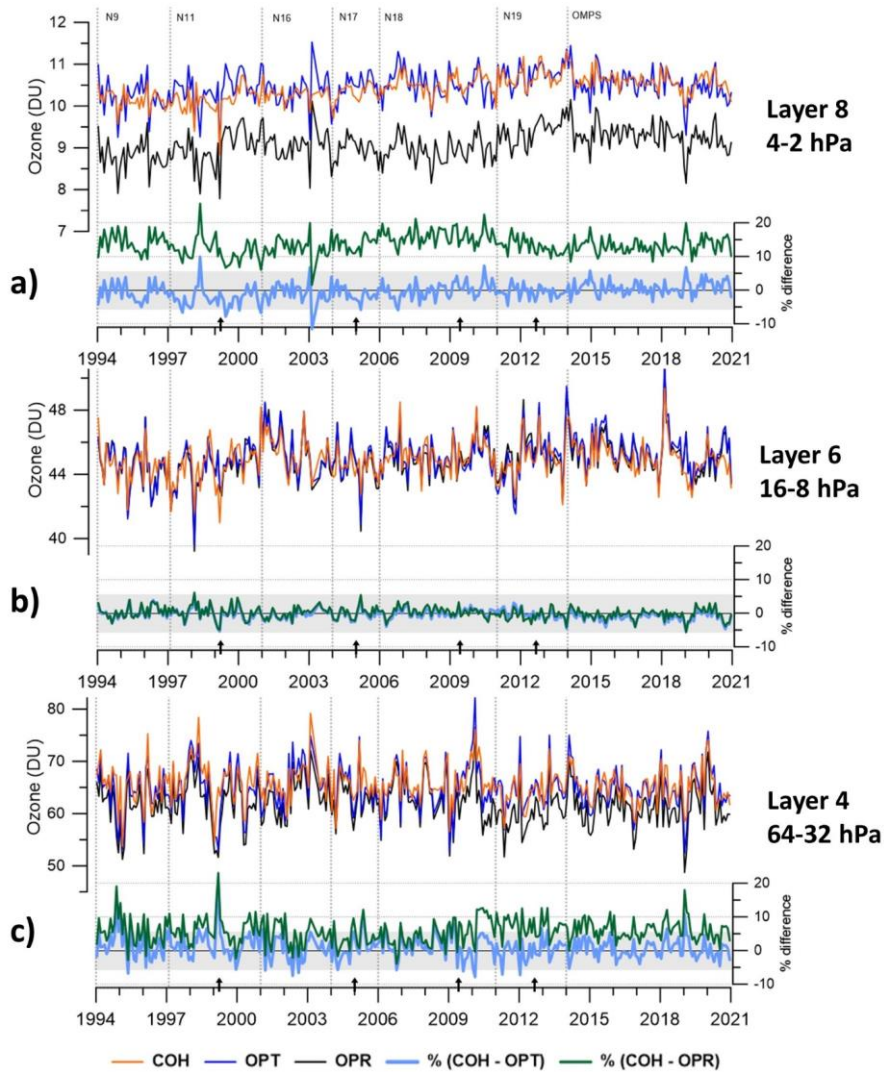 N9 N11 N16 N17 N18 N19 OMPS
12
11
10
9
8
7
Ozone (DU)
Layer 8
4-2 hPa
20
10
0
-10
% difference
a)
1994 1997 2000 2003 2006 2009 2012 2015 2018 2021
48
44
40
Ozone (DU)
Layer 6
16-8 hPa
20
10
0
-10
% difference
b)
1994 1997 2000 2003 2006 2009 2012 2015 2018 2021
80
70
60
50
Ozone (DU)
Layer 4
64-32 hPa
20
10
0
-10
% difference
c)
1994 1997 2000 2003 2006 2009 2012 2015 2018 2021
COH OPT OPR % (COH - OPT) % (COH - OPR)